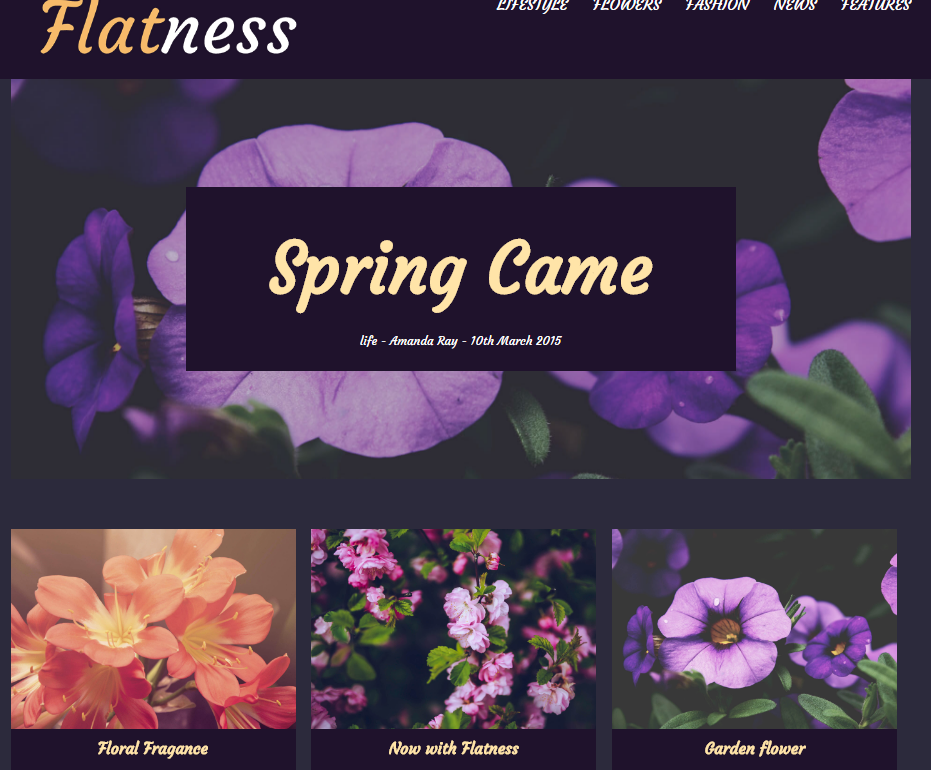 Flatness
LIFESTYLE FLOWERS FASHION NEWS FEATURES
Spring Came
life - Amanda Ray - 10th March 2015
Floral Fragance
Now with Flatness
Garden flower